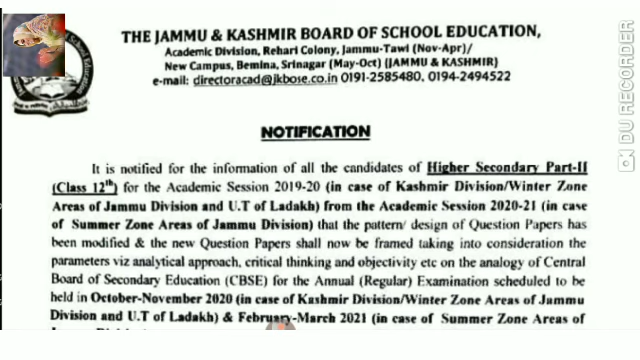 THE JAMMU & KASHMIR BOARD OF SCHOOL EDUCATION,
Academic Division, Rehari Colony, Jammu-Tawi (Nov-Apr)/
New Campus, Bemina, Srinagar (May-Oct) (JAMMU & KASHMIR)
e-mail: directoracad@jkbose.co.in 0191-2585480, 0194-2494522
NOTIFICATION
It is notified for the information of all the candidates of Higher Secondary Part-II
(Class 12th) for the Academic Session 2019-20 (in case of Kashmir Division/Winter Zone
Areas of Jammu Division and U.T of Ladakh) from the Academic Session 2020-21 (in case
of Summer Zone Areas of Jammu Division) that the pattern/ design of Question Papers has
been modified & the new Question Papers shall now be framed taking into consideration the
parameters viz analytical approach, critical thinking and objectivity etc on the analogy of Central
Board of Secondary Education (CBSE) for the Annual (Regular) Examination scheduled to be
held in October-November 2020 (in case of Kashmir Division/Winter Zone Areas of Jammu
Division and U.T of Ladakh) & February-March 2021 (in case of Summer Zone Areas of
DU RECORDER